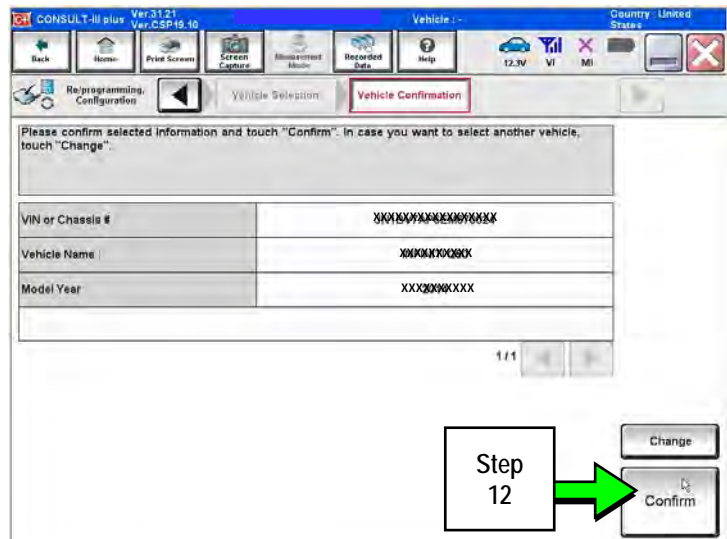 CONSULT-III plus Ver.31.21
Ver.CSP19.10
Vehicle : -
Country : United States
Back
Home
Print Screen
Screen Capture
Measurement Mode
Recorded Data
Help
12.3V
VI
MI
Re/programming, Configuration
Vehicle Selection
Vehicle Confirmation
Please confirm selected information and touch "Confirm". In case you want to select another vehicle,
touch "Change".
VIN or Chassis #
Vehicle Name
Model Year
1/1
Change
Step
12
Confirm